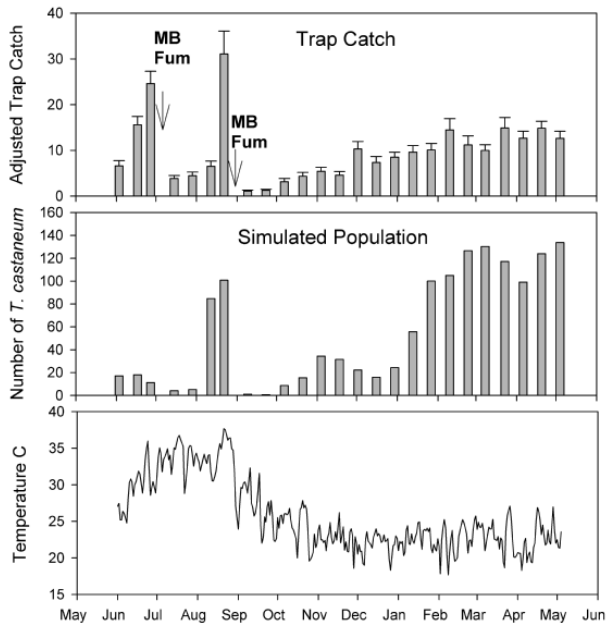 Trap Catch
MB
Fum
MB
Fum
Adjusted Trap Catch
40
30
20
10
0
Simulated Population
Number of T. castaneum
160
140
120
100
80
60
40
20
0
Temperature C
40
35
30
25
20
15
May Jun Jul Aug Sep Oct Nov Dec Jan Feb Mar Apr May Jun